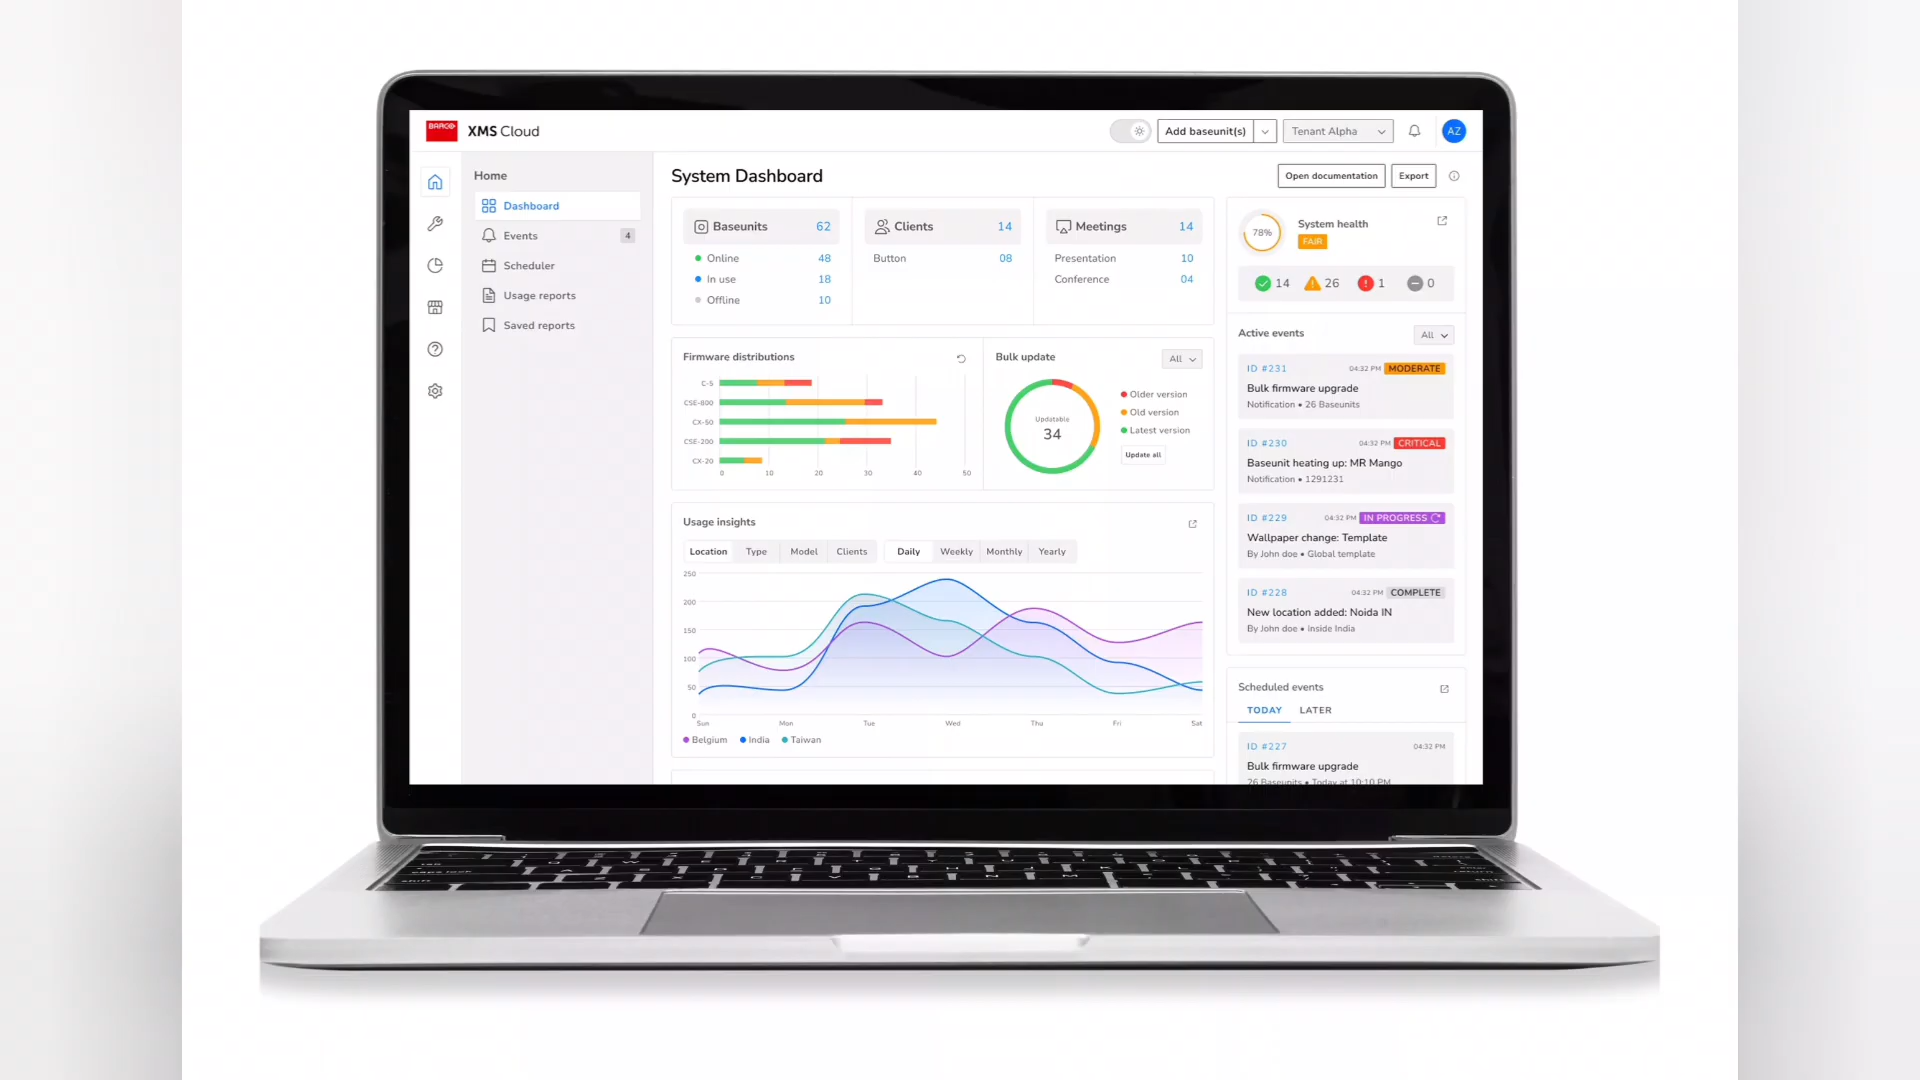 BARCO XMS Cloud
Add baseunit(s)
Tenant Alpha
AZ
Home
Dashboard
Events 4
Scheduler
Usage reports
Saved reports
System Dashboard
Open documentation
Export
Baseunits 62
Online 48
In use 18
Offline 10
Clients 14
Button 08
Meetings 14
Presentation 10
Conference 04
78%
System health
FAIR
14 26 1 0
Firmware distributions
C-5
CSE-800
CX-50
CSE-200
CX-20
0 10 20 30 40 50
Bulk update
All
Updatable
34
Older version
Old version
Latest version
Update all
Usage insights
Location Type Model Clients
Daily Weekly Monthly Yearly
250
200
150
100
50
0
Sun Mon Tue Wed Thu Fri Sat
Belgium India Taiwan
Active events
All
ID #231 04:32 PM MODERATE
Bulk firmware upgrade
Notification • 26 Baseunits
ID #230 04:32 PM CRITICAL
Baseunit heating up: MR Mango
Notification • 1291231
ID #229 04:32 PM IN PROGRESS
Wallpaper change: Template
By John doe • Global template
ID #228 04:32 PM COMPLETE
New location added: Noida IN
By John doe • Inside India
Scheduled events
TODAY LATER
ID #227 04:32 PM
Bulk firmware upgrade
26 Baseunits • Today at 10:10 PM